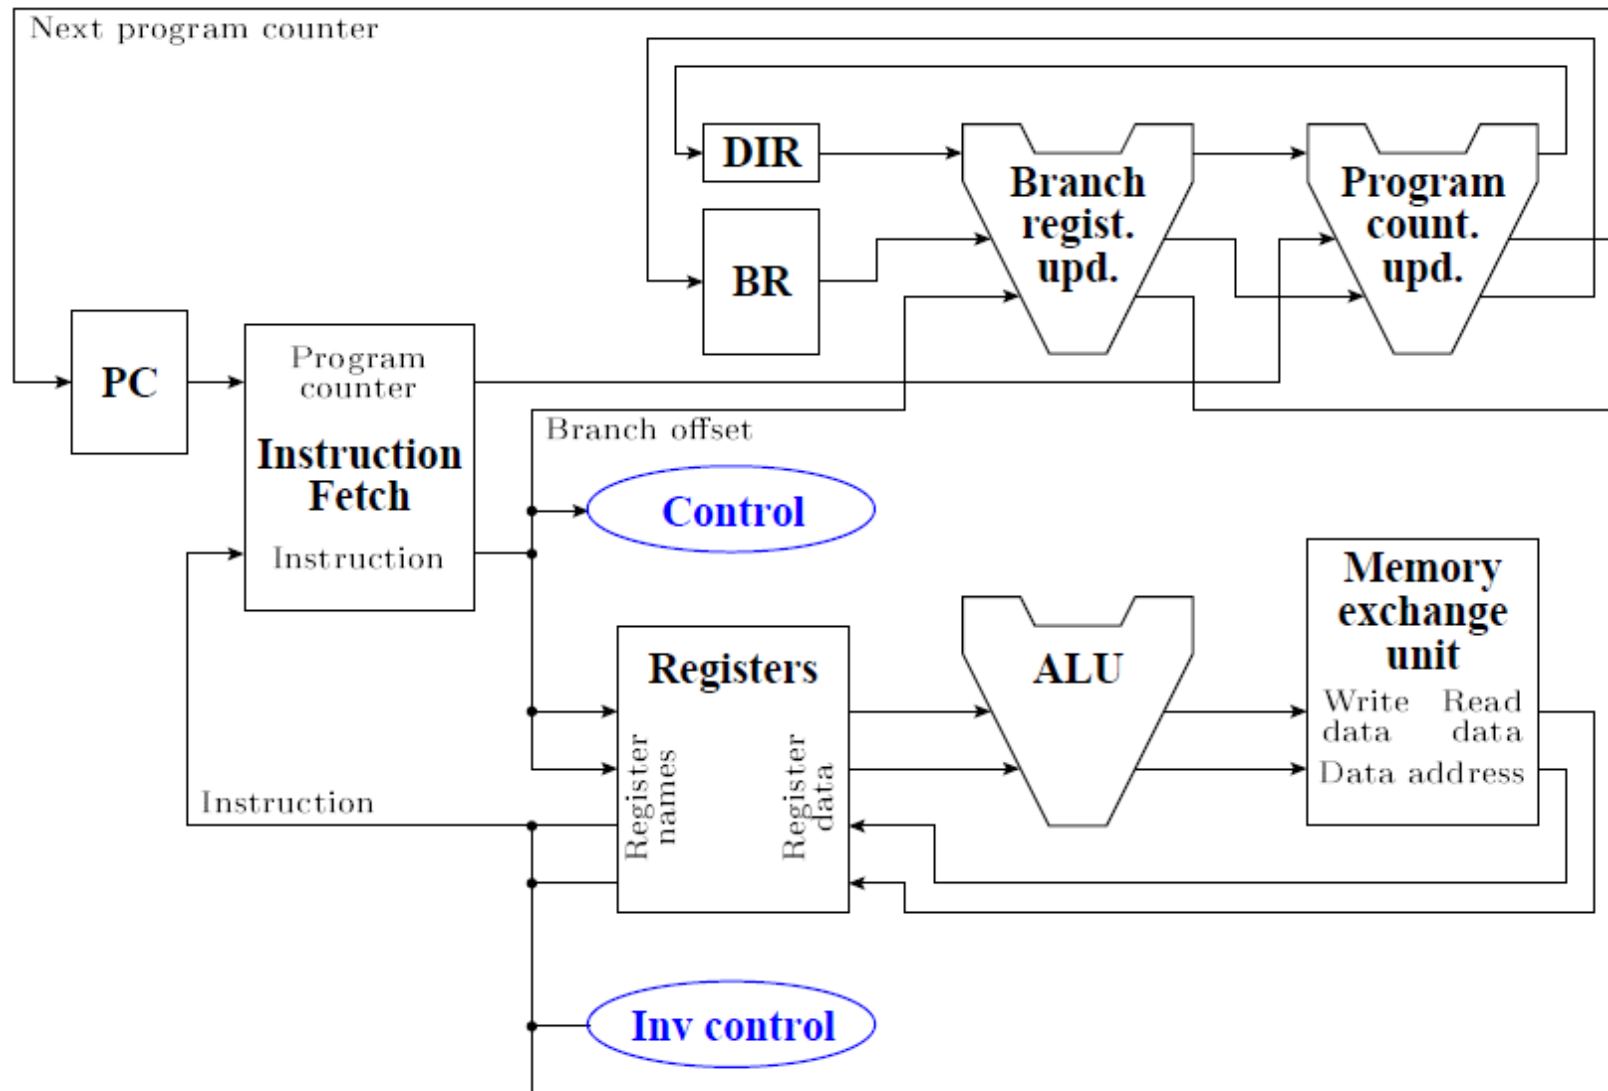 Next program counter
DIR
Branch
regist.
upd.
Program
count.
upd.
BR
PC
Program
counter
Instruction
Fetch
Instruction
Branch offset
Control
Registers
Register
names
Register
data
ALU
Memory
exchange
unit
Write Read
data data
Data address
Instruction
Inv control